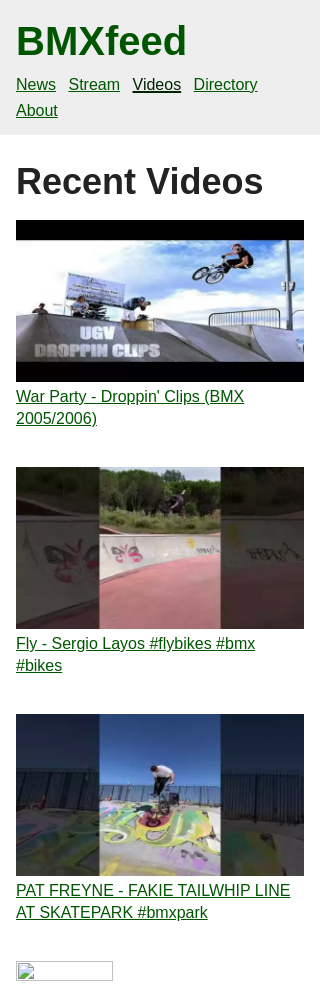 BMXfeed
News Stream Videos Directory
About
Recent Videos
UGV
DROPPIN CLIPS
War Party - Droppin' Clips (BMX
2005/2006)
Fly - Sergio Layos #flybikes #bmx
#bikes
PAT FREYNE - FAKIE TAILWHIP LINE
AT SKATEPARK #bmxpark